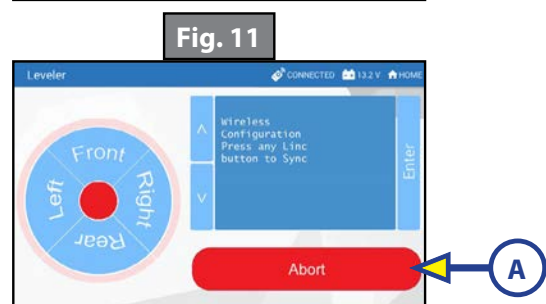 Fig. 11
Leveler
CONNECTED 13.2 V HOME
Front
Left
Right
Rear
^
Wireless
Configuration
Press any Linc
button to Sync
Enter
v
Abort
A